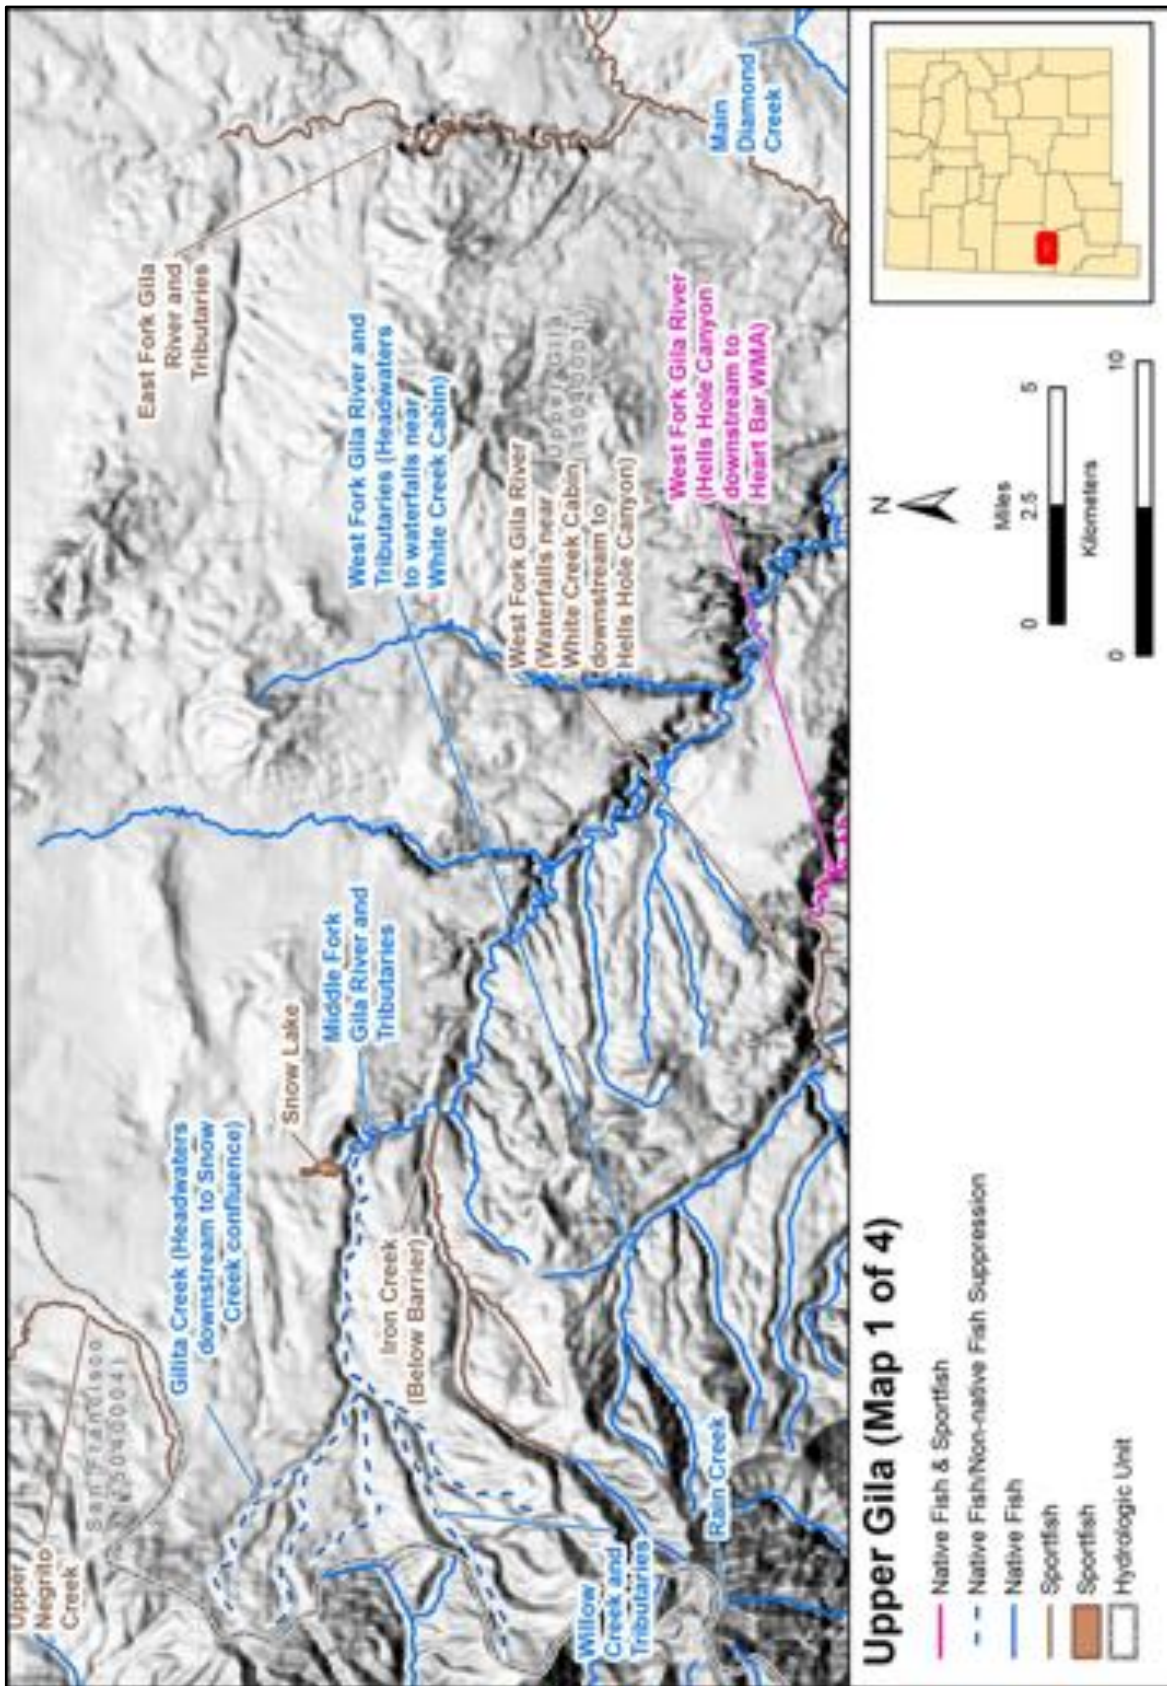 Upper
Negrito
Creek
San Francisco
(15040004)
Gilita Creek (Headwaters
downstream to Snow
Creek confluence)
Snow Lake
Middle Fork
Gila River and
Tributaries
Iron Creek
(Below Barrier)
Willow
Creek and
Tributaries
Rain Creek
East Fork Gila
River and
Tributaries
West Fork Gila River and
Tributaries (Headwaters
to waterfalls near
White Creek Cabin)
West Fork Gila River
(Waterfalls near
White Creek Cabin
downstream to
Hells Hole Canyon)
Upper Gila
(15040001)
West Fork Gila River
(Hells Hole Canyon
downstream to
Heart Bar WMA)
Main
Diamond
Creek
Upper Gila (Map 1 of 4)
Native Fish & Sportfish
Native Fish/Non-native Fish Suppression
Native Fish
Sportfish
Sportfish
Hydrologic Unit
N
Miles
0 2.5 5
Kilometers
0 10